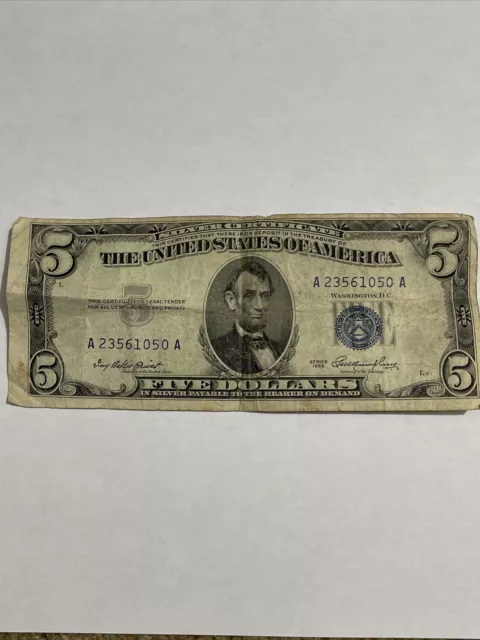 SILVER CERTIFICATE
5 5
THIS CERTIFIES THAT THERE IS ON DEPOSIT IN THE TREASURY OF
THE UNITED STATES OF AMERICA
L
A 23561050 A
WASHINGTON, D.C.
THIS CERTIFICATE IS LEGAL TENDER
FOR ALL DEBTS, PUBLIC AND PRIVATE
5
FIVE
A 23561050 A
SERIES
1953
5 5
FIVE DOLLARS
IN SILVER PAYABLE TO THE BEARER ON DEMAND